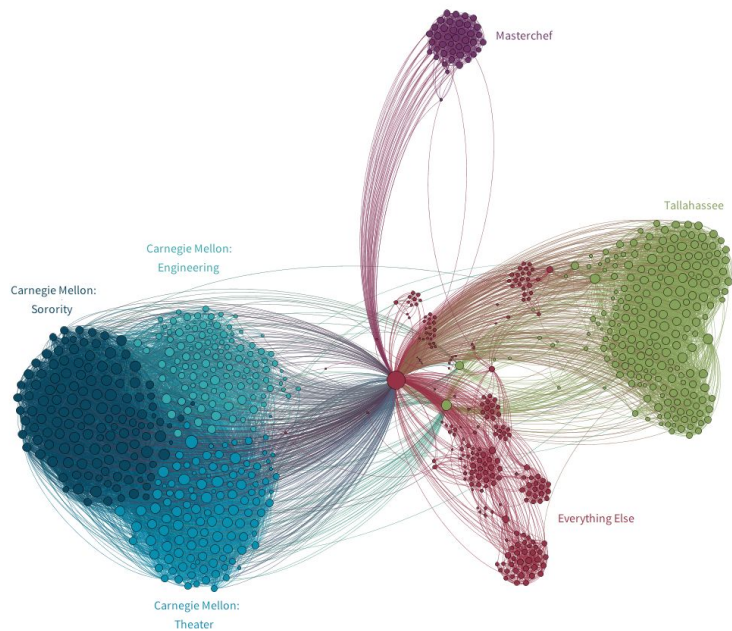 Masterchef
Tallahassee
Carnegie Mellon:
Engineering
Carnegie Mellon:
Sorority
Everything Else
Carnegie Mellon:
Theater